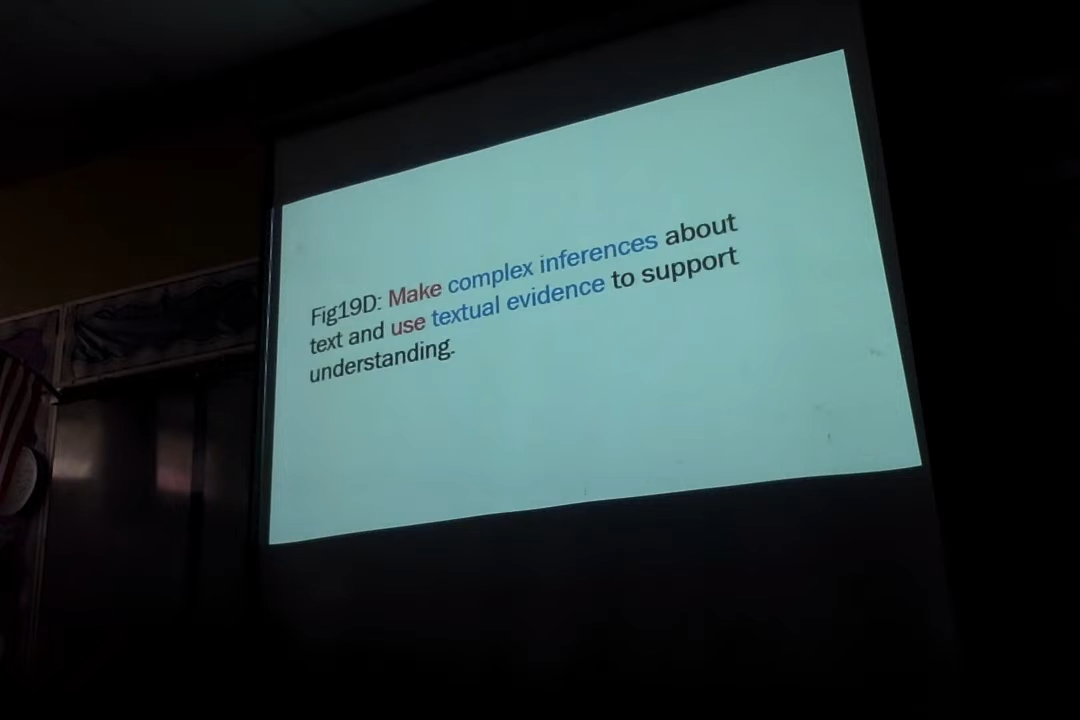 Fig19D: Make complex inferences about
text and use textual evidence to support
understanding.